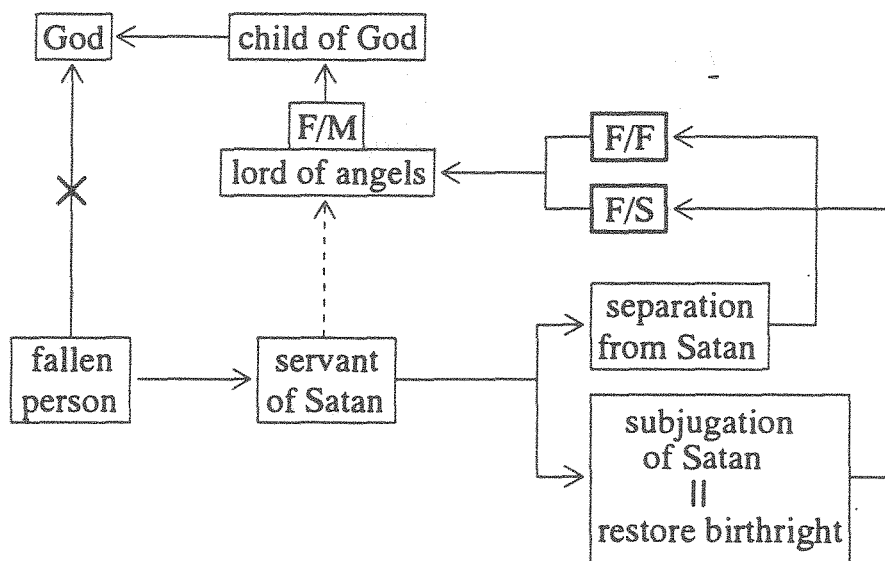 God
child of God
F/M
lord of angels
F/F
F/S
separation
from Satan
fallen
person
servant
of Satan
subjugation
of Satan
=
restore birthright